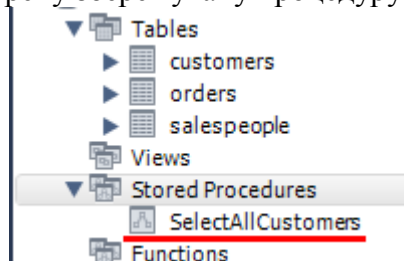 Tables
customers
orders
salespeople
Views
Stored Procedures
SelectAllCustomers
Functions